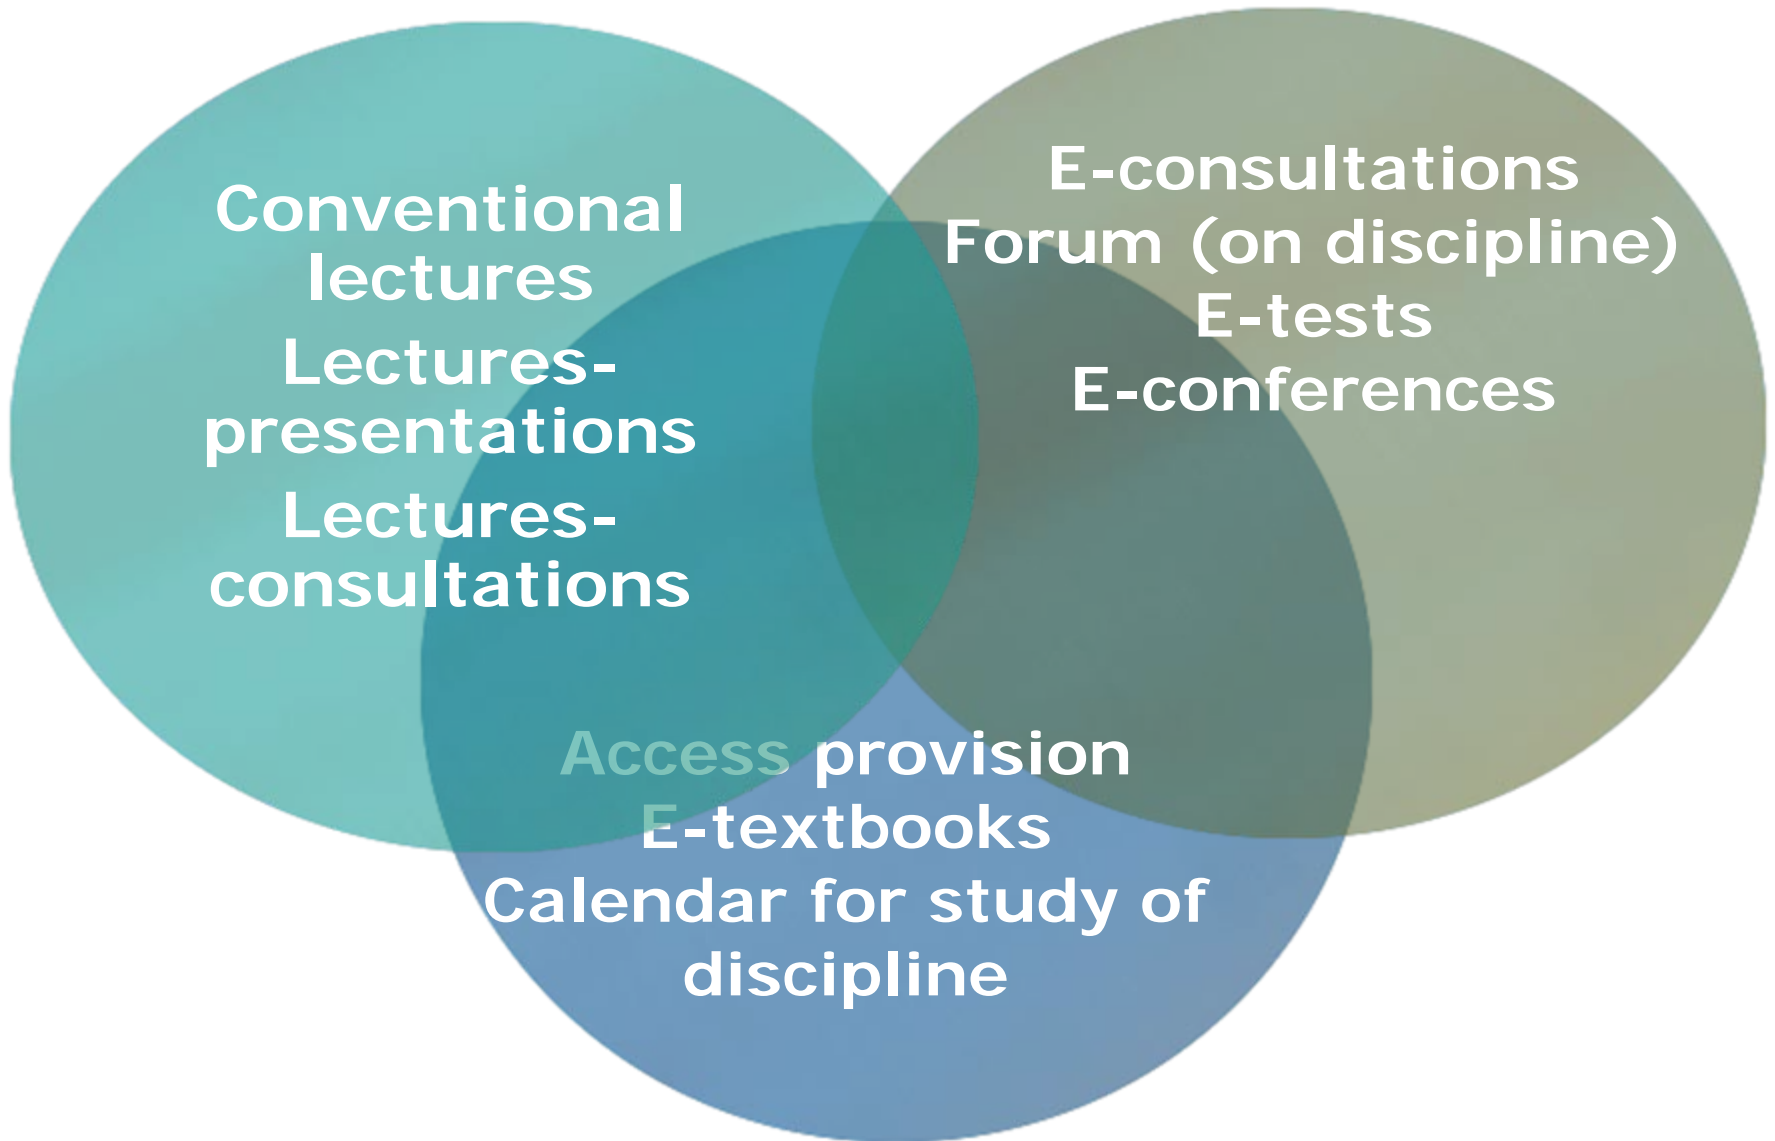 Conventional
lectures
Lectures-
presentations
Lectures-
consultations
E-consultations
Forum (on discipline)
E-tests
E-conferences
Access provision
E-textbooks
Calendar for study of
discipline